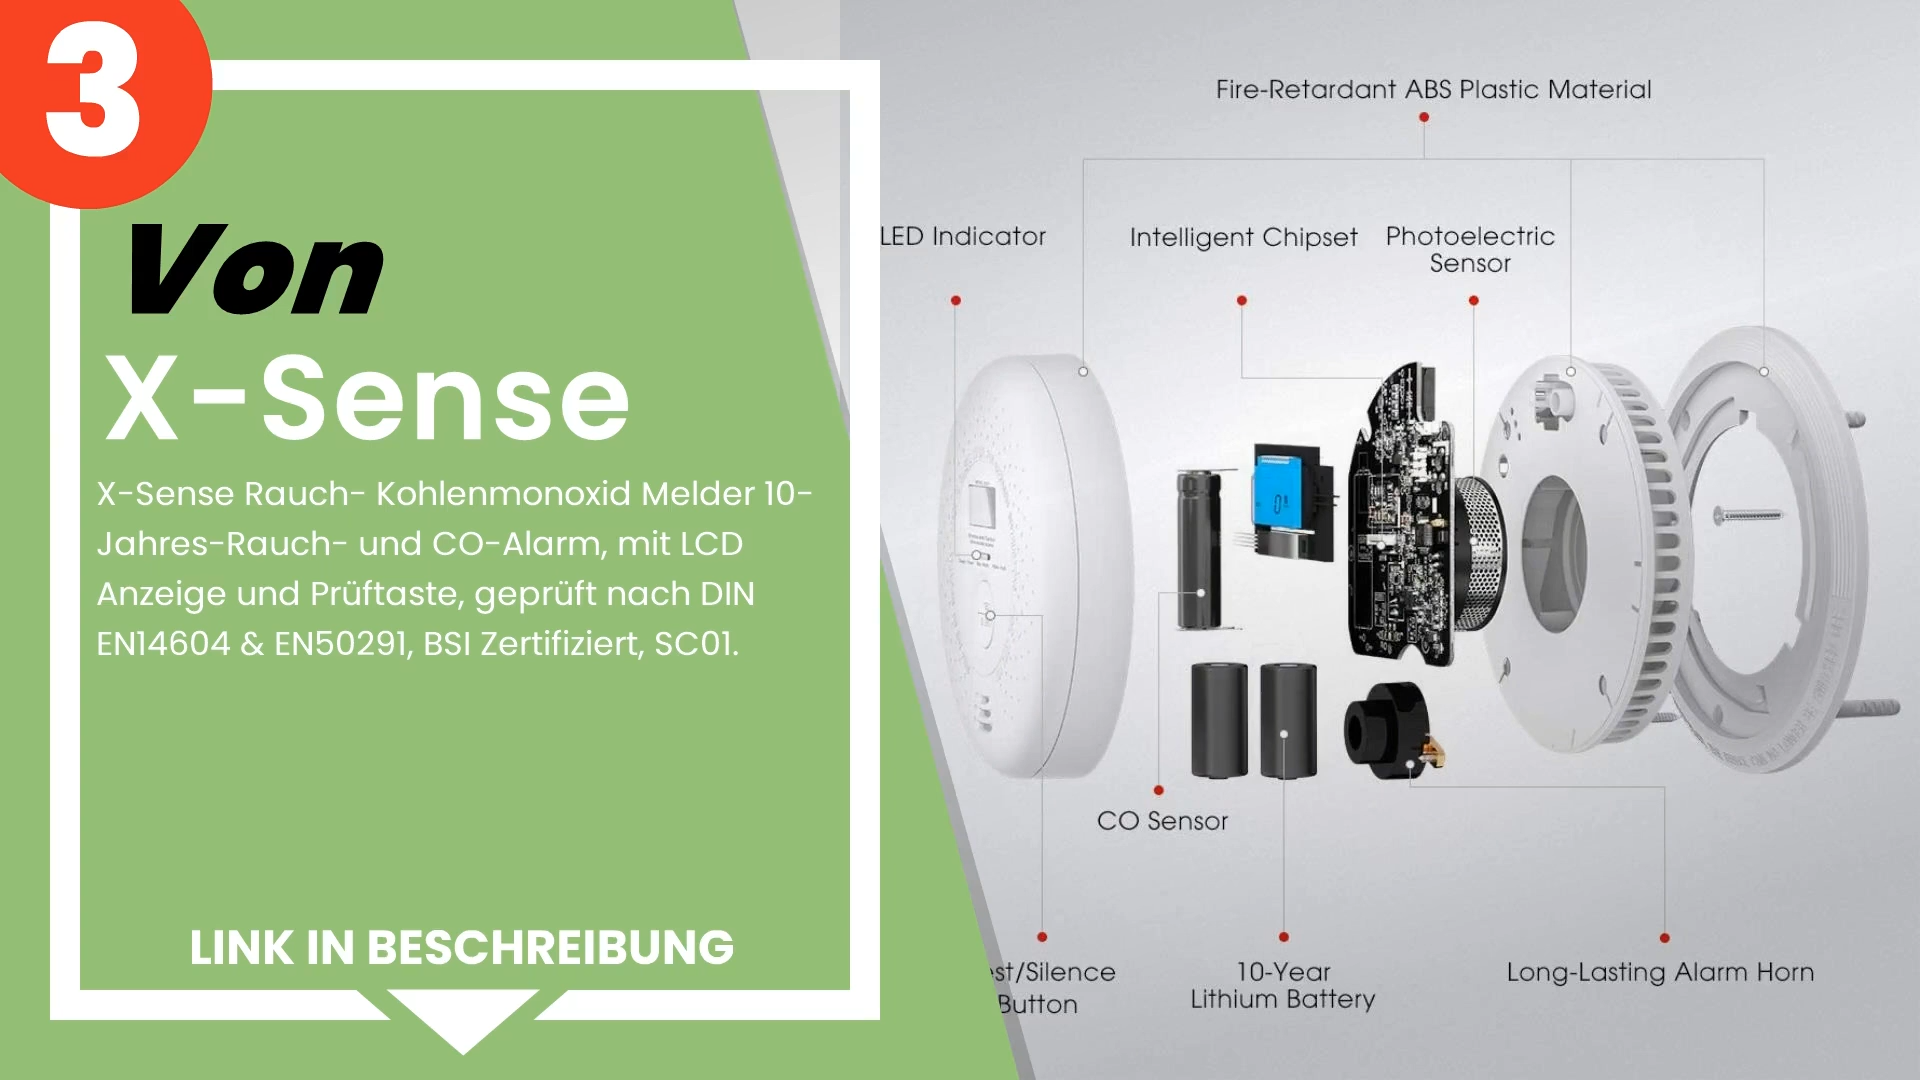 3
Von
X-Sense
X-Sense Rauch- Kohlenmonoxid Melder 10-
Jahres-Rauch- und CO-Alarm, mit LCD
Anzeige und Prüftaste, geprüft nach DIN
EN14604 & EN50291, BSI Zertifiziert, SC01.
LINK IN BESCHREIBUNG
Fire-Retardant ABS Plastic Material
LED Indicator
Intelligent Chipset
Photoelectric
Sensor
CO Sensor
est/Silence
Button
10-Year
Lithium Battery
Long-Lasting Alarm Horn